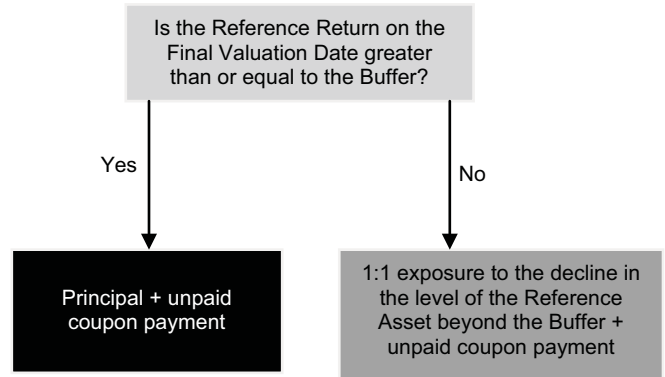 Is the Reference Return on the
Final Valuation Date greater
than or equal to the Buffer?
Yes
No
Principal + unpaid
coupon payment
1:1 exposure to the decline in
the level of the Reference
Asset beyond the Buffer +
unpaid coupon payment